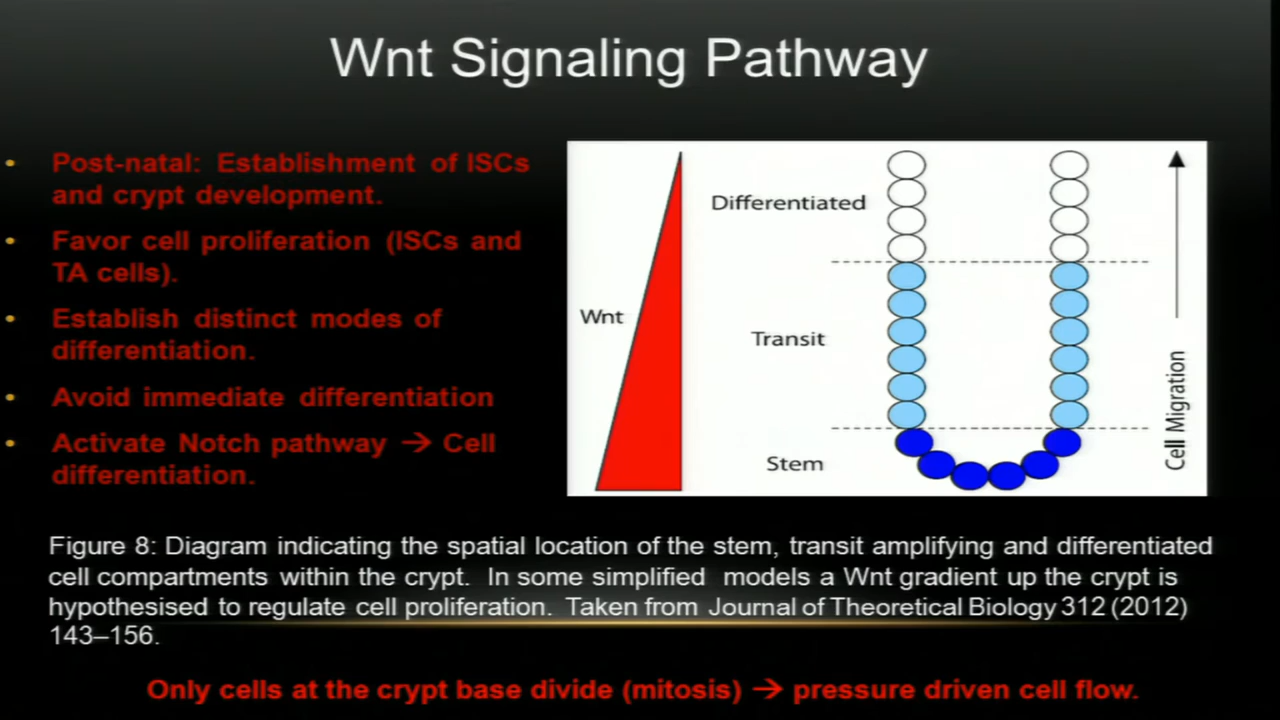 Wnt Signaling Pathway
• Post-natal: Establishment of ISCs
and crypt development.
• Favor cell proliferation (ISCs and
TA cells).
• Establish distinct modes of
differentiation.
• Avoid immediate differentiation
• Activate Notch pathway → Cell
differentiation.
Wnt
Differentiated
Transit
Stem
Cell Migration
Figure 8: Diagram indicating the spatial location of the stem, transit amplifying and differentiated
cell compartments within the crypt. In some simplified models a Wnt gradient up the crypt is
hypothesised to regulate cell proliferation. Taken from Journal of Theoretical Biology 312 (2012)
143–156.
Only cells at the crypt base divide (mitosis) → pressure driven cell flow.